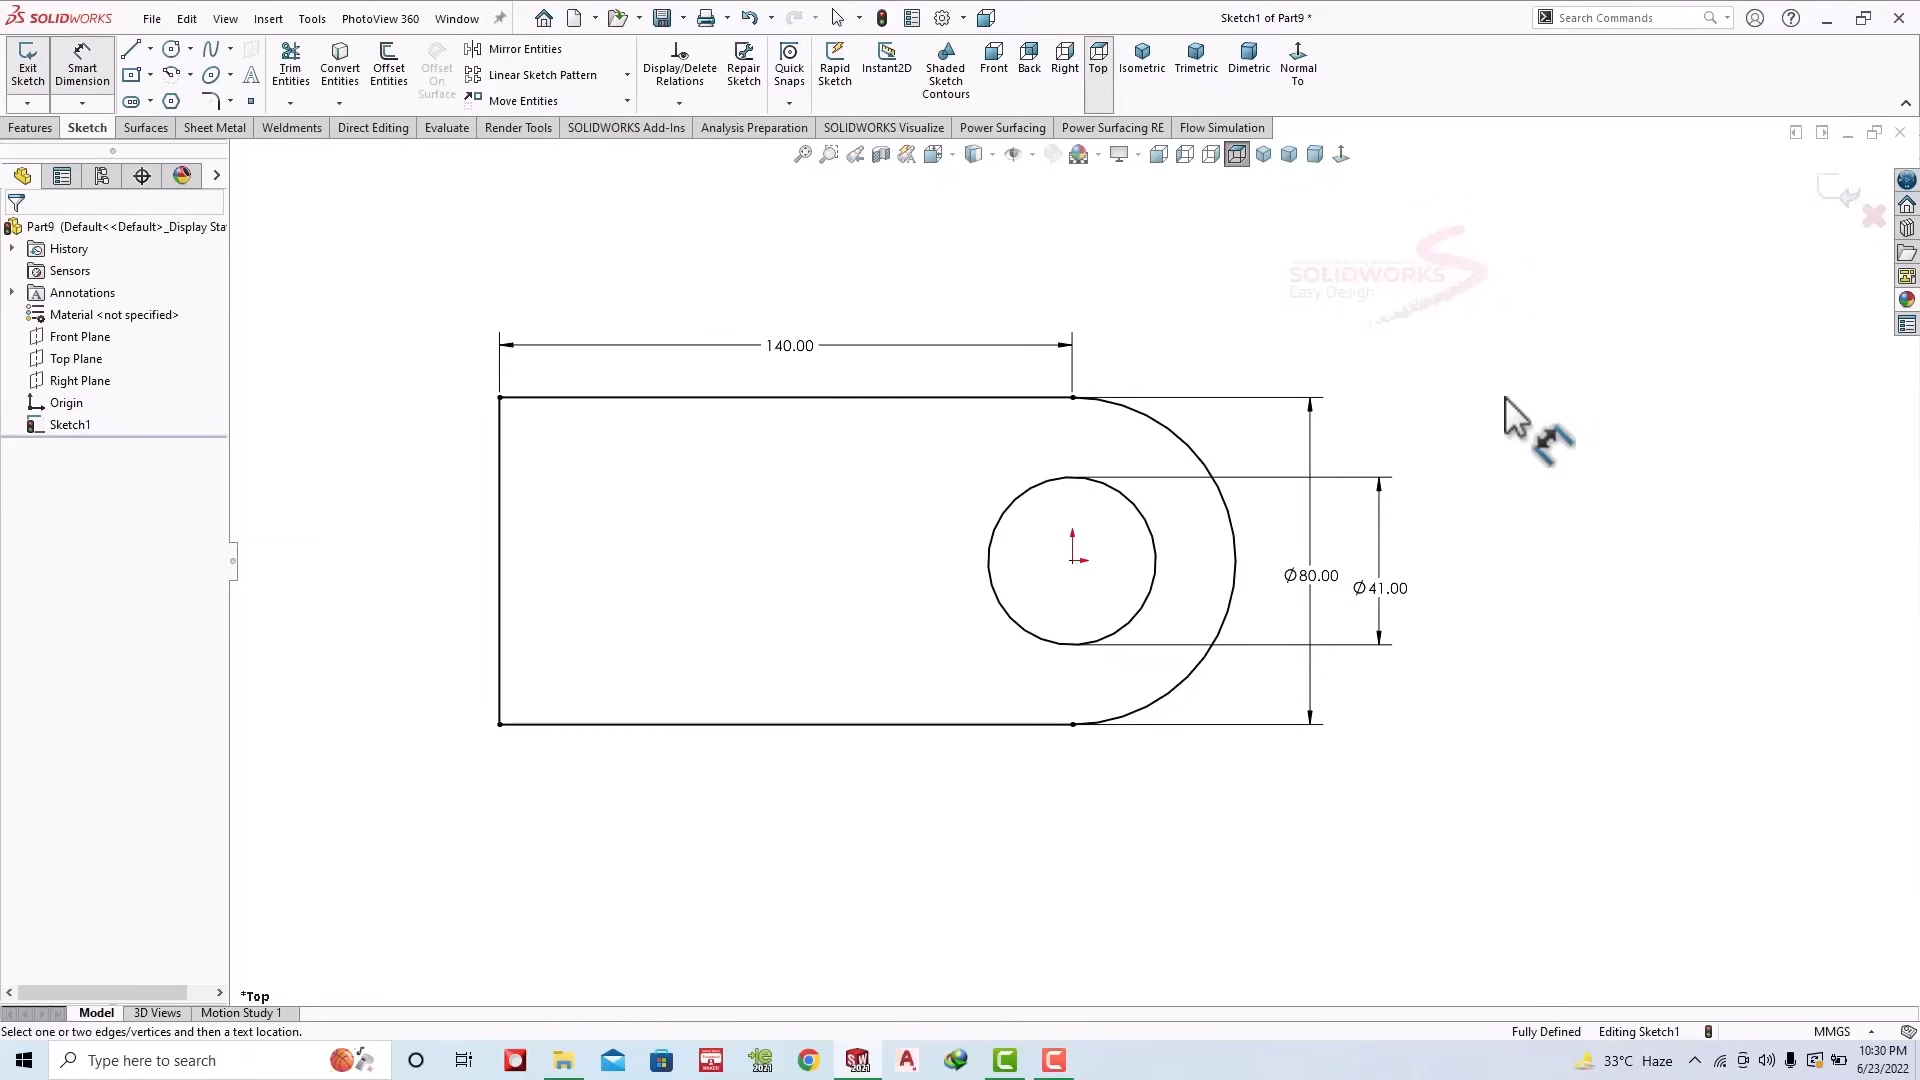 SOLIDWORKS File Edit View Insert Tools PhotoView 360 Window Sketch1 of Part9 * Search Commands
Exit Sketch
Smart Dimension
Trim Entities
Convert Entities
Offset Entities
Offset On Surface
Mirror Entities
Linear Sketch Pattern
Move Entities
Display/Delete Relations
Repair Sketch
Quick Snaps
Rapid Sketch
Instant2D
Shaded Sketch Contours
Front
Back
Right
Top
Isometric
Trimetric
Dimetric
Normal To
Features Sketch Surfaces Sheet Metal Weldments Direct Editing Evaluate Render Tools SOLIDWORKS Add-Ins Analysis Preparation SOLIDWORKS Visualize Power Surfacing Power Surfacing RE Flow Simulation
Part9 (Default<<Default>_Display Sta
History
Sensors
Annotations
Material <not specified>
Front Plane
Top Plane
Right Plane
Origin
Sketch1
SOLIDWORKS
Easy Design
140.00
Ø80.00
Ø41.00
*Top
Model 3D Views Motion Study 1
Select one or two edges/vertices and then a text location. Fully Defined Editing Sketch1 MMGS
Type here to search
33°C Haze
10:30 PM
6/23/2022